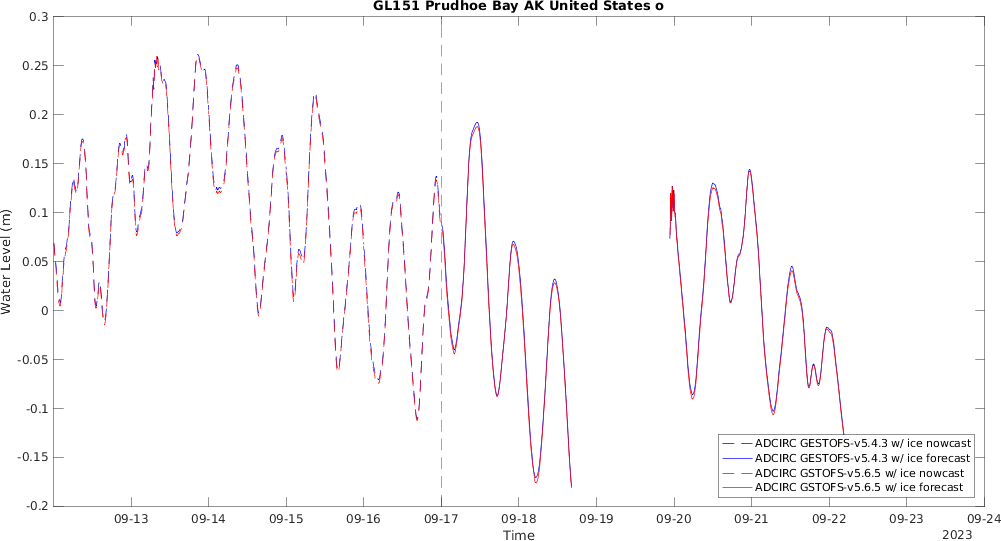 GL151 Prudhoe Bay AK United States o
0.3
0.25
0.2
0.15
0.1
0.05
0
-0.05
-0.1
-0.15
-0.2
Water Level (m)
ADCIRC GESTOFS-v5.4.3 w/ ice nowcast
ADCIRC GESTOFS-v5.4.3 w/ ice forecast
ADCIRC GSTOFS-v5.6.5 w/ ice nowcast
ADCIRC GSTOFS-v5.6.5 w/ ice forecast
09-13 09-14 09-15 09-16 09-17 09-18 09-19 09-20 09-21 09-22 09-23 09-24
Time
2023